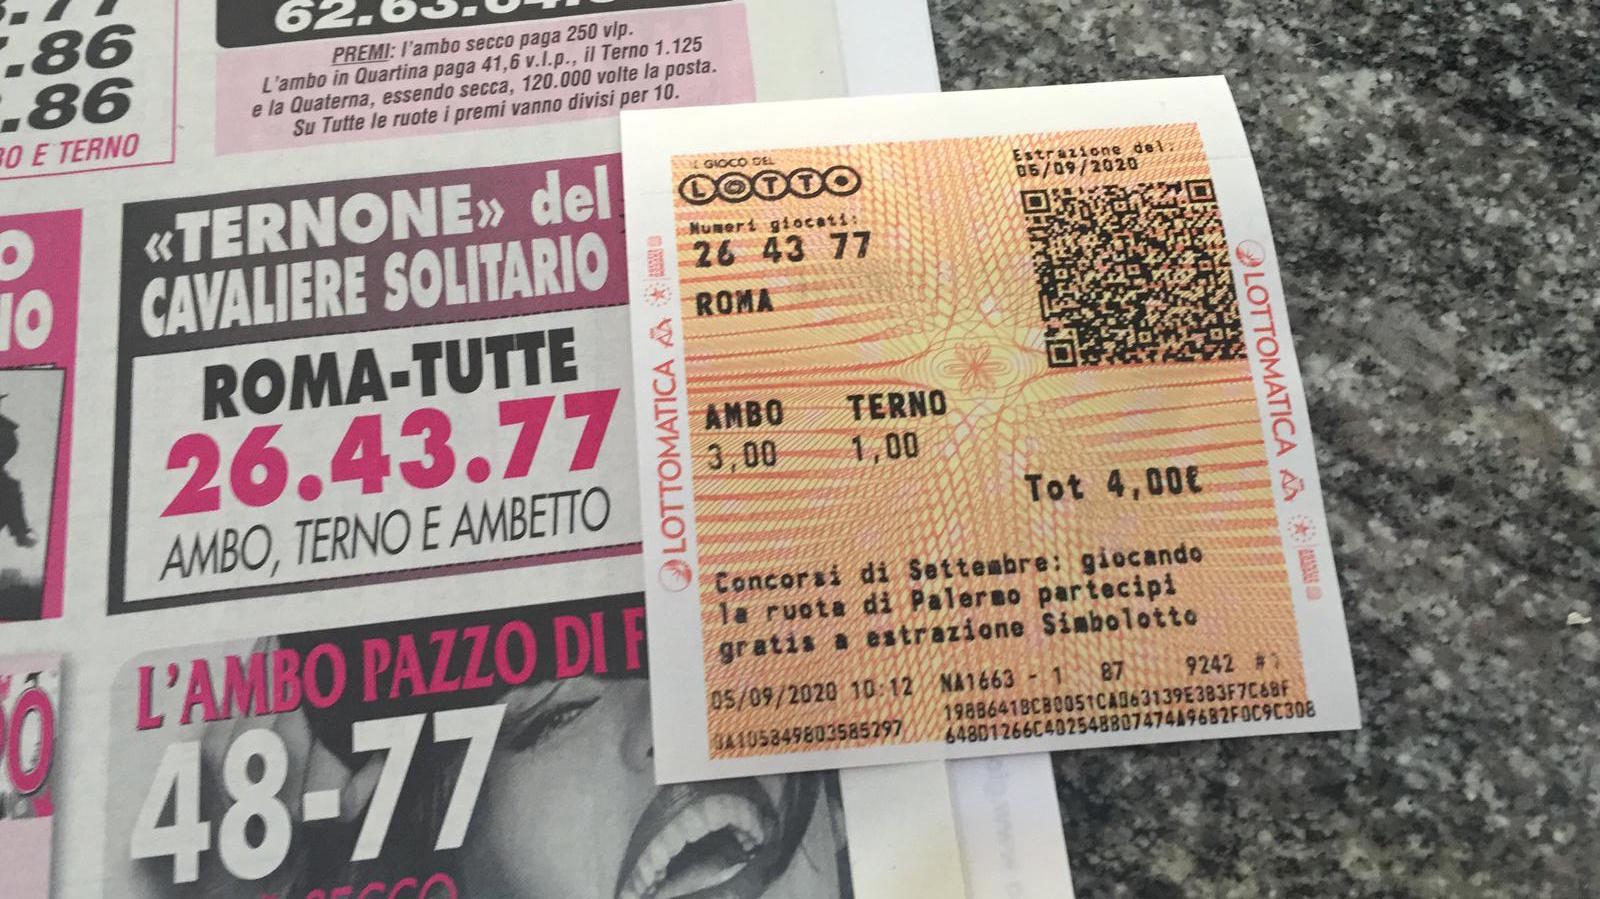 62.63.64.
PREMI: l'ambo secco paga 250 vlp.
L'ambo in Quartina paga 41,6 v.l.p., il Terno 1.125
e la Quaterna, essendo secca, 120.000 volte la posta.
Su Tutte le ruote i premi vanno divisi per 10.
.77
.86
.86
E TERNO
«TERNONE» del
CAVALIERE SOLITARIO
ROMA-TUTTE
26.43.77
AMBO, TERNO E AMBETTO
L'AMBO PAZZO DI F
48-77
SECCO
IL GIOCO DEL
LOTTO
Estrazione del:
05/09/2020
Numeri giocati:
26 43 77
ROMA
AMBO TERNO
3,00 1,00
Tot 4,00€
Concorsi di Settembre: giocando
la ruota di Palermo partecipi
gratis a estrazione Simbolotto
05/09/2020 10:12 NA1663 - 1 87 9242
LOTTOMATICA
LOTTOMATICA